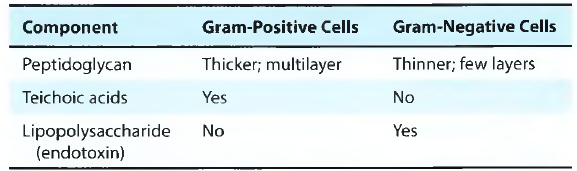 Component Gram-Positive Cells Gram-Negative Cells
Peptidoglycan Thicker; multilayer Thinner; few layers
Teichoic acids Yes No
Lipopolysaccharide No Yes
(endotoxin)